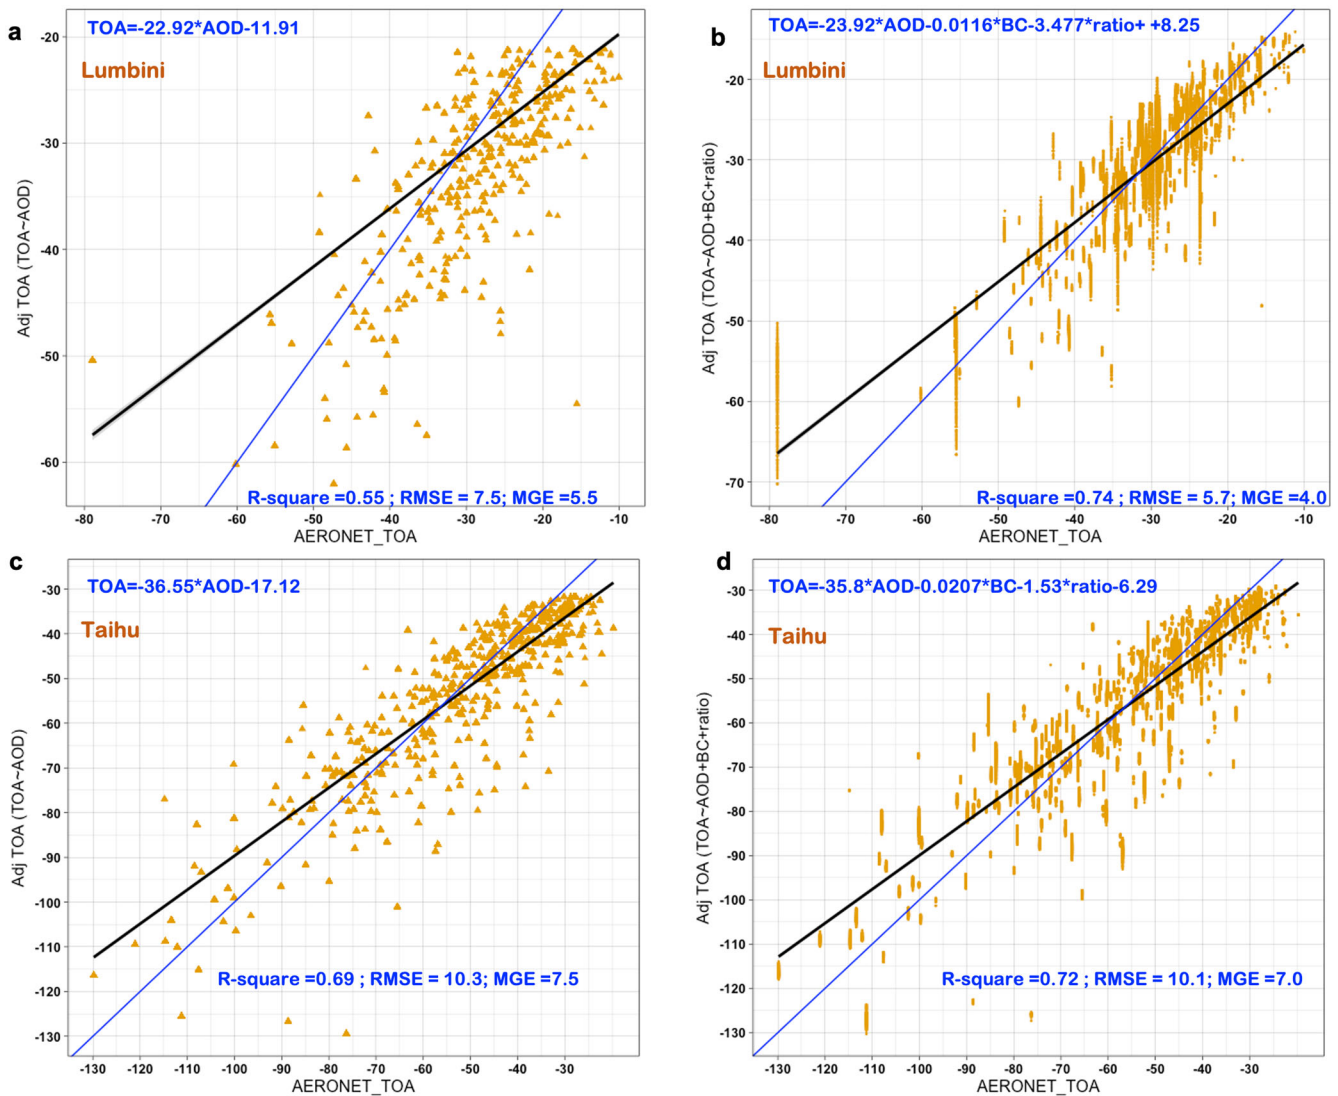 a
TOA=-22.92*AOD-11.91
Lumbini
Adj TOA (TOA~AOD)
-20
-30
-40
-50
-60
R-square =0.55 ; RMSE = 7.5; MGE =5.5
-80 -70 -60 -50 -40 -30 -20 -10
AERONET_TOA
b
TOA=-23.92*AOD-0.0116*BC-3.477*ratio+ +8.25
Lumbini
Adj TOA (TOA~AOD+BC+ratio)
-20
-30
-40
-50
-60
-70
R-square =0.74 ; RMSE = 5.7; MGE =4.0
-80 -70 -60 -50 -40 -30 -20 -10
AERONET_TOA
c
TOA=-36.55*AOD-17.12
Taihu
Adj TOA (TOA~AOD)
-30
-40
-50
-60
-70
-80
-90
-100
-110
-120
-130
R-square =0.69 ; RMSE = 10.3; MGE =7.5
-130 -120 -110 -100 -90 -80 -70 -60 -50 -40 -30
AERONET_TOA
d
TOA=-35.8*AOD-0.0207*BC-1.53*ratio-6.29
Taihu
Adj TOA (TOA~AOD+BC+ratio)
-30
-40
-50
-60
-70
-80
-90
-100
-110
-120
-130
R-square =0.72 ; RMSE = 10.1; MGE =7.0
-130 -120 -110 -100 -90 -80 -70 -60 -50 -40 -30
AERONET_TOA